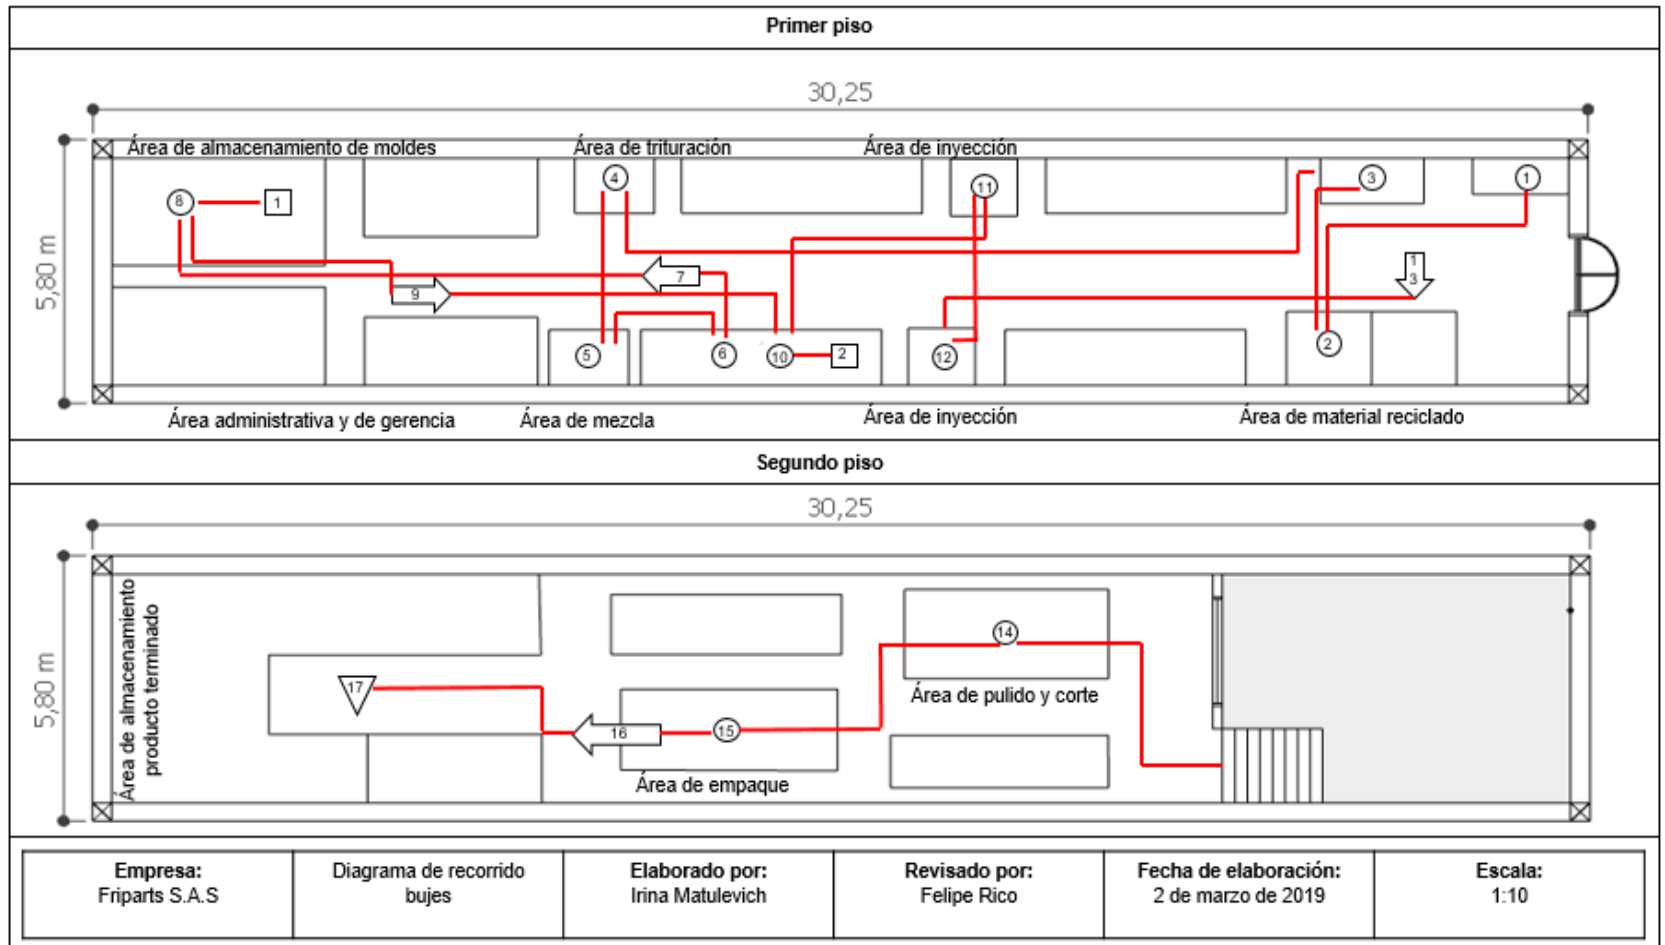 Primer piso
30,25
5,80 m
Área de almacenamiento de moldes
Área de trituración
Área de inyección
8
1
4
11
3
1
7
9
1
3
5
6
10
2
12
2
Área administrativa y de gerencia
Área de mezcla
Área de inyección
Área de material reciclado
Segundo piso
30,25
5,80 m
Área de almacenamiento
producto terminado
14
17
Área de pulido y corte
16
15
Área de empaque
Empresa:
Friparts S.A.S
Diagrama de recorrido
bujes
Elaborado por:
Irina Matulevich
Revisado por:
Felipe Rico
Fecha de elaboración:
2 de marzo de 2019
Escala:
1:10